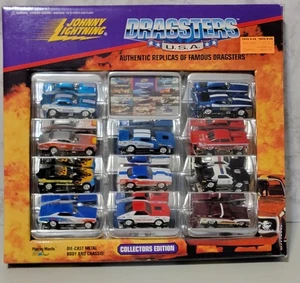 JOHNNY
LIGHTNING
DRAGSTERS
U.S.A
AUTHENTIC REPLICAS OF FAMOUS DRAGSTERS
DIE-CAST METAL
BODY AND CHASSIS
COLLECTORS EDITION